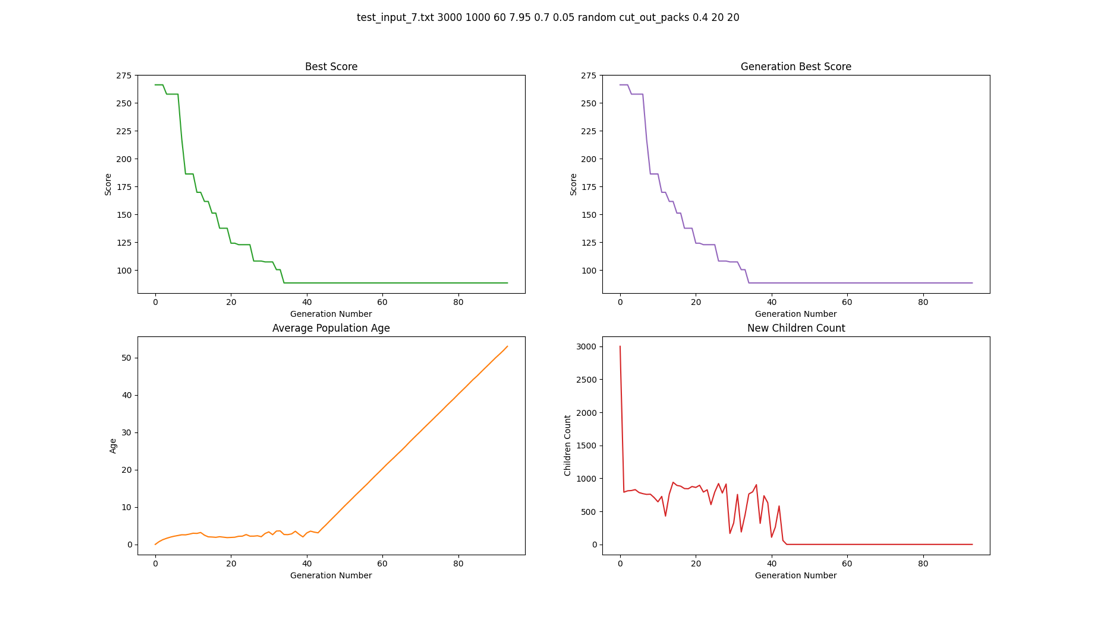 test_input_7.txt 3000 1000 60 7.95 0.7 0.05 random cut_out_packs 0.4 20 20
Best Score
275
250
225
200
175
150
125
100
Score
0 20 40 60 80
Generation Number
Generation Best Score
275
250
225
200
175
150
125
100
Score
0 20 40 60 80
Generation Number
Average Population Age
50
40
30
20
10
0
Age
0 20 40 60 80
Generation Number
New Children Count
3000
2500
2000
1500
1000
500
0
Children Count
0 20 40 60 80
Generation Number